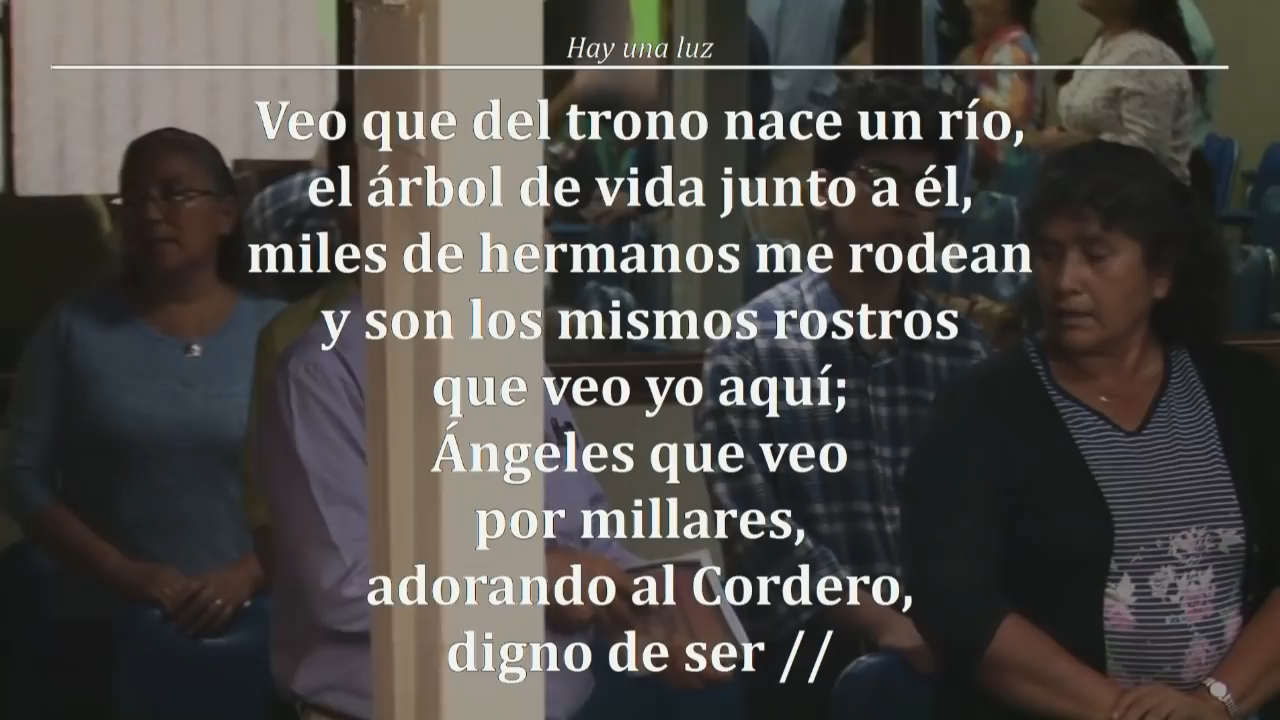 Hay una luz
Veo que del trono nace un río,
el árbol de vida junto a él,
miles de hermanos me rodean
y son los mismos rostros
que veo yo aquí;
Ángeles que veo
por millares,
adorando al Cordero,
digno de ser //